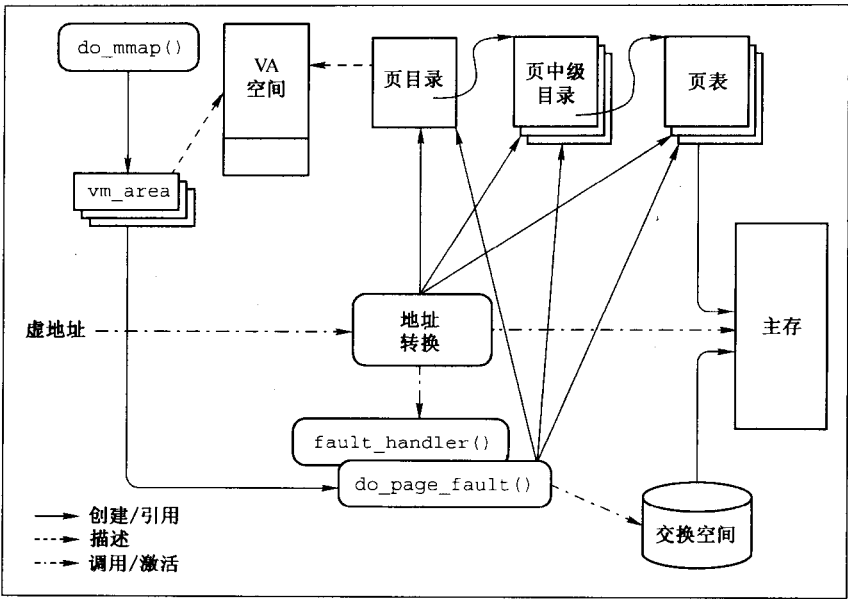 do_mmap()
VA
空间
页目录
页中级
目录
页表
vm_area
虚地址
地址
转换
主存
fault_handler()
do_page_fault()
交换空间
创建/引用
描述
调用/激活